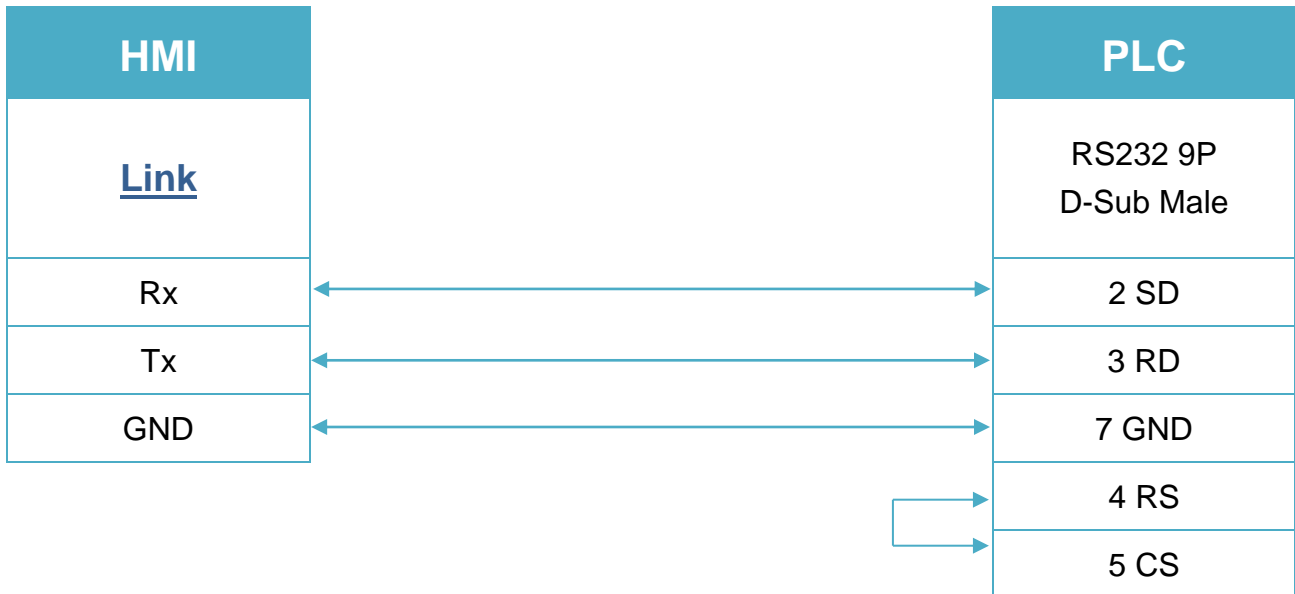 HMI
PLC
Link
RS232 9P
D-Sub Male
Rx
2 SD
Tx
3 RD
GND
7 GND
4 RS
5 CS